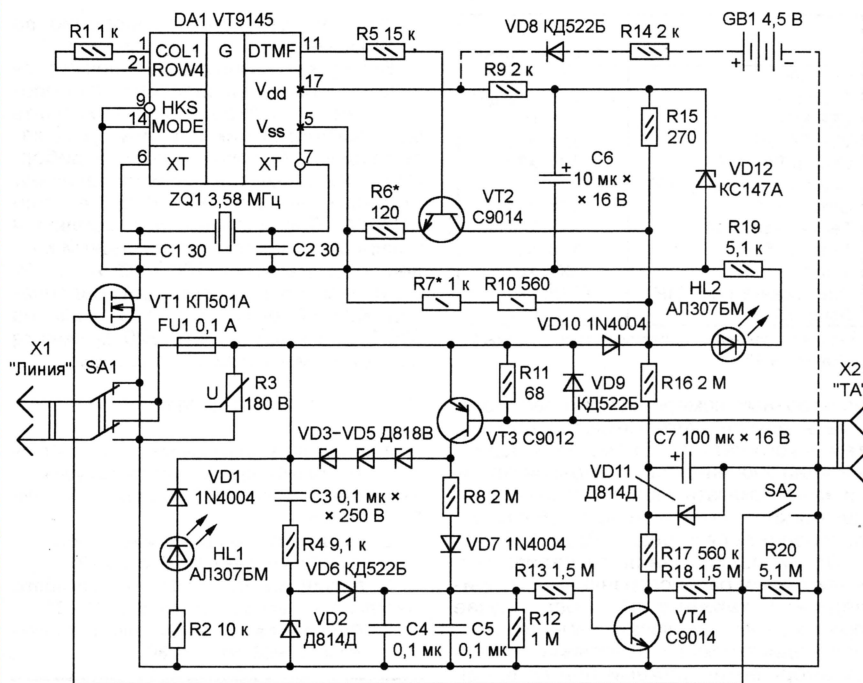 DA1 VT9145
R1 1 к
1
21
COL1
ROW4
G
DTMF
11
R5 15 к
VD8 КД522Б
R14 2 к
GB1 4,5 В
+
−
9
14
HKS
MODE
Vdd
17
Vss
5
R9 2 к
R15
270
6
XT
XT
7
ZQ1 3,58 МГц
C1 30
C2 30
R6*
120
VT2
C9014
+
C6
10 мк ×
× 16 В
VD12
КС147А
R19
5,1 к
VT1 КП501А
R7* 1 к
R10 560
HL2
АЛ307БМ
FU1 0,1 А
X1
"Линия"
SA1
U
R3
180 В
VD10 1N4004
R11
68
VD9
КД522Б
R16 2 М
X2
"ТА"
VT3 C9012
VD3–VD5 Д818В
C7 100 мк × 16 В
+
VD1
1N4004
C3 0,1 мк ×
× 250 В
R8 2 М
VD11
Д814Д
SA2
HL1
АЛ307БМ
R4 9,1 к
VD7 1N4004
R17 560 к
R18 1,5 М
R20
5,1 М
VD6 КД522Б
R13 1,5 М
R2 10 к
VD2
Д814Д
C4
0,1 мк
C5
0,1 мк
R12
1 М
VT4
C9014